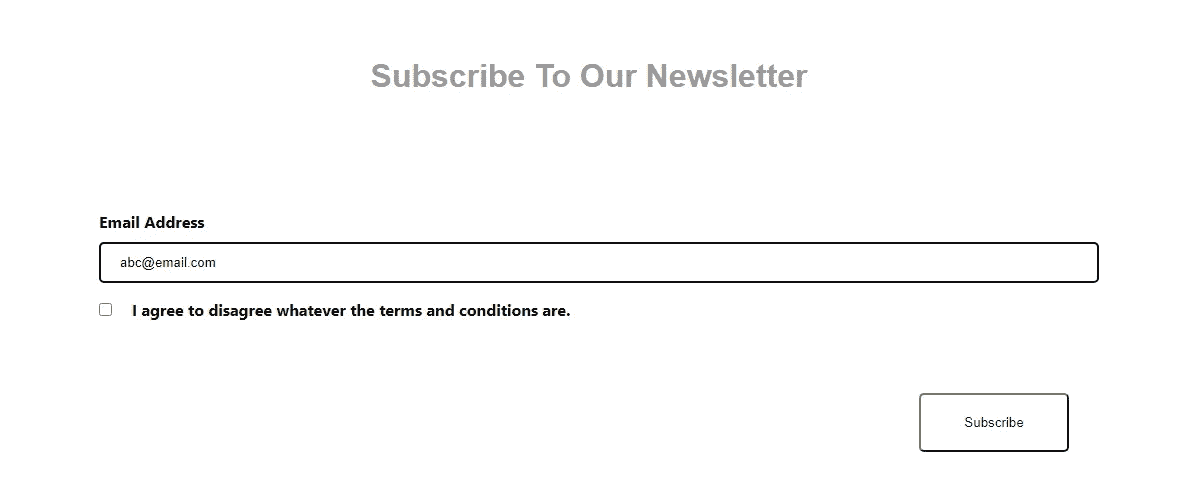 Subscribe To Our Newsletter
Email Address
abc@email.com
I agree to disagree whatever the terms and conditions are.
Subscribe